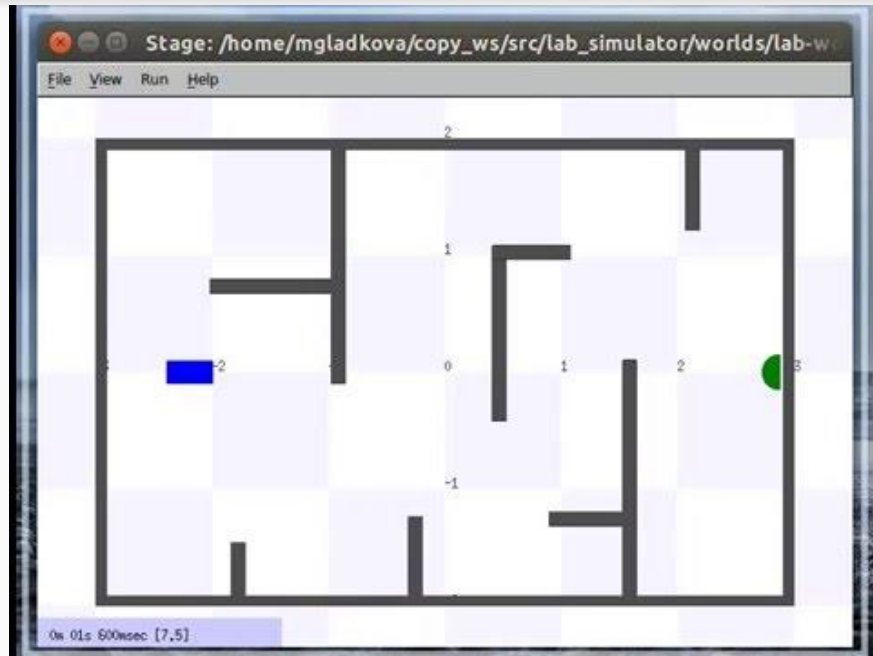 Stage: /home/mgladkova/copy_ws/src/lab_simulator/worlds/lab-w
File View Run Help
2
1
-2 0 1 2 3
-1
0m 01s 600msec [7.5]